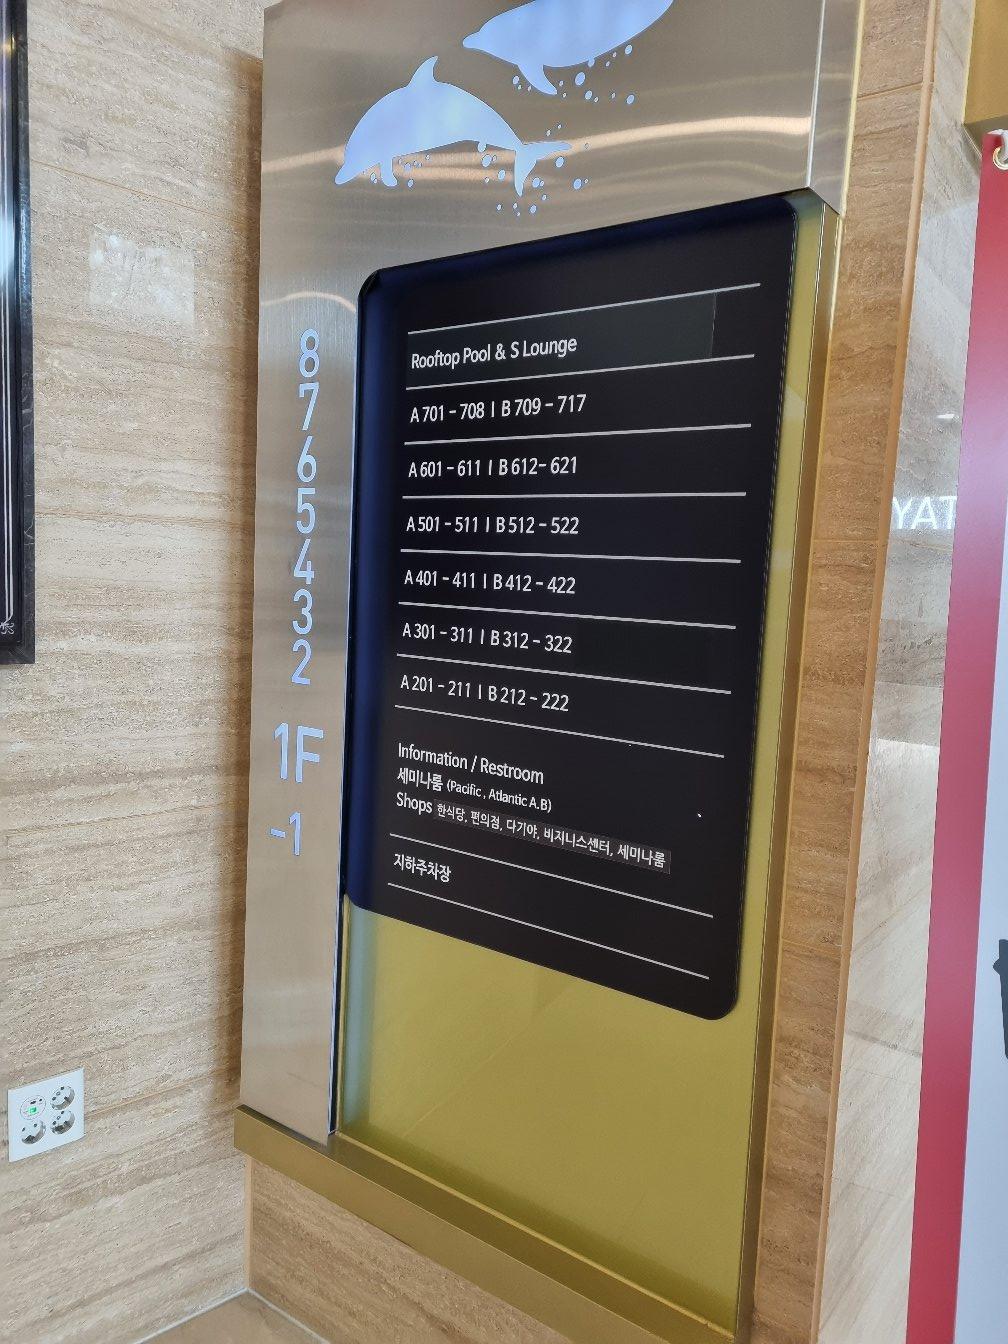 8
Rooftop Pool & S Lounge
7
A 701 - 708 | B 709 - 717
6
A 601 - 611 | B 612 - 621
5
A 501 - 511 | B 512 - 522
4
A 401 - 411 | B 412 - 422
3
A 301 - 311 | B 312 - 322
2
A 201 - 211 | B 212 - 222
1F
Information / Restroom
세미나룸 (Pacific , Atlantic A.B)
Shops 한식당, 편의점, 다기야, 비지니스센터, 세미나룸
-1
지하주차장
YAT